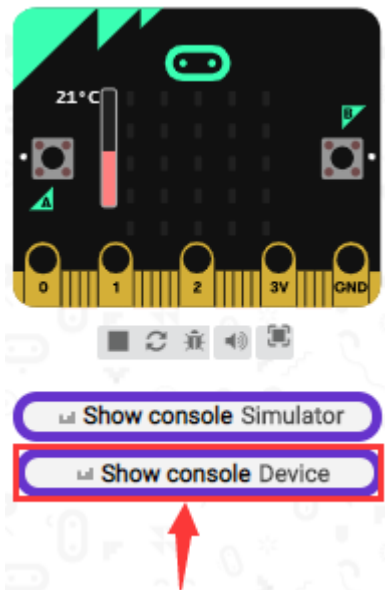 21°C
B
A
0 1 2 3V GND
Show console Simulator
Show console Device